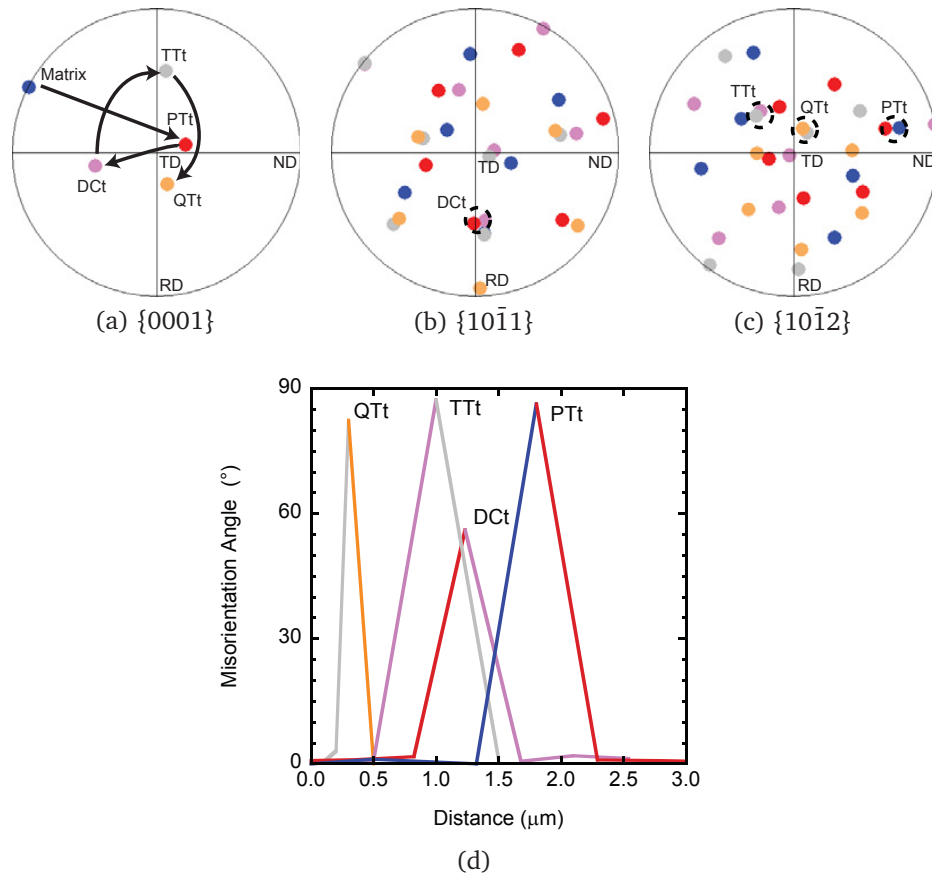 TTt
Matrix
PTt
TD
ND
DCt
QTt
RD
(a) {0001}
TD
ND
DCt
RD
(b) {101̄1}
TTt
QTt
PTt
TD
ND
RD
(c) {101̄2}
90
60
30
0
Misorientation Angle (°)
QTt
TTt
PTt
DCt
0.0 0.5 1.0 1.5 2.0 2.5 3.0
Distance (μm)
(d)